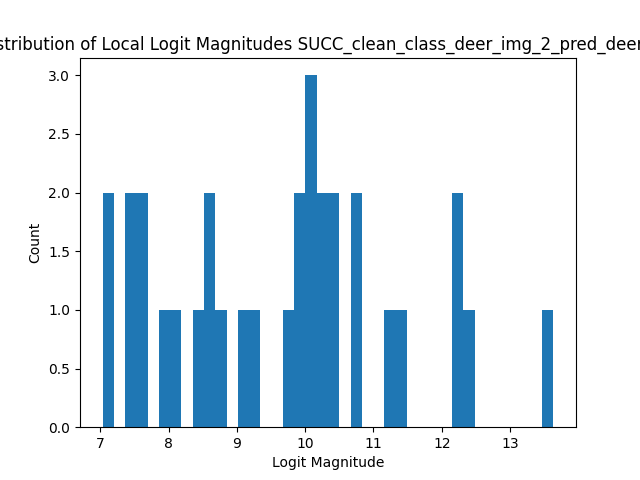 stribution of Local Logit Magnitudes SUCC_clean_class_deer_img_2_pred_deer
3.0
2.5
2.0
1.5
1.0
0.5
0.0
Count
7 8 9 10 11 12 13
Logit Magnitude